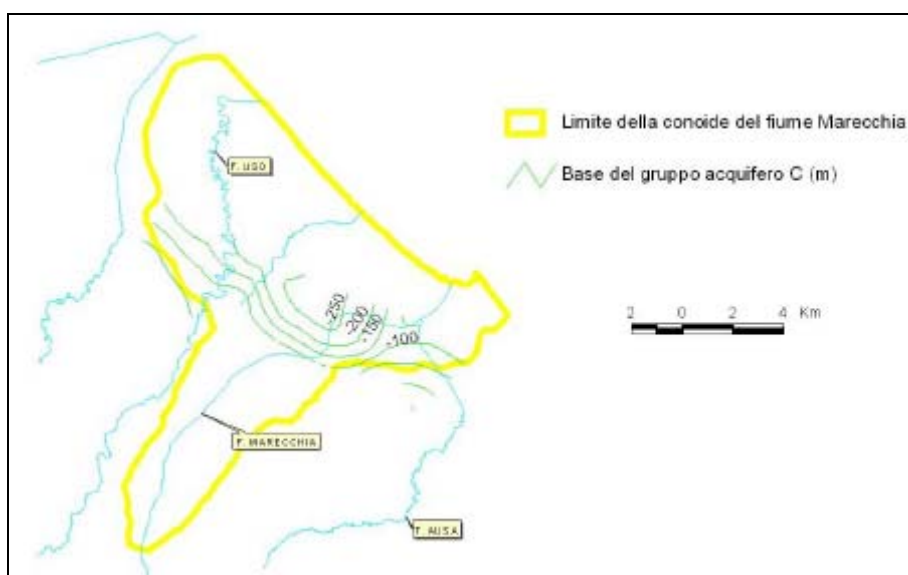 F. USO
Limite della conoide del fiume Marecchia
Base del gruppo acquifero C (m)
-250
-200
-150
-100
2 0 2 4 Km
F. MARECCHIA
T. AUSA